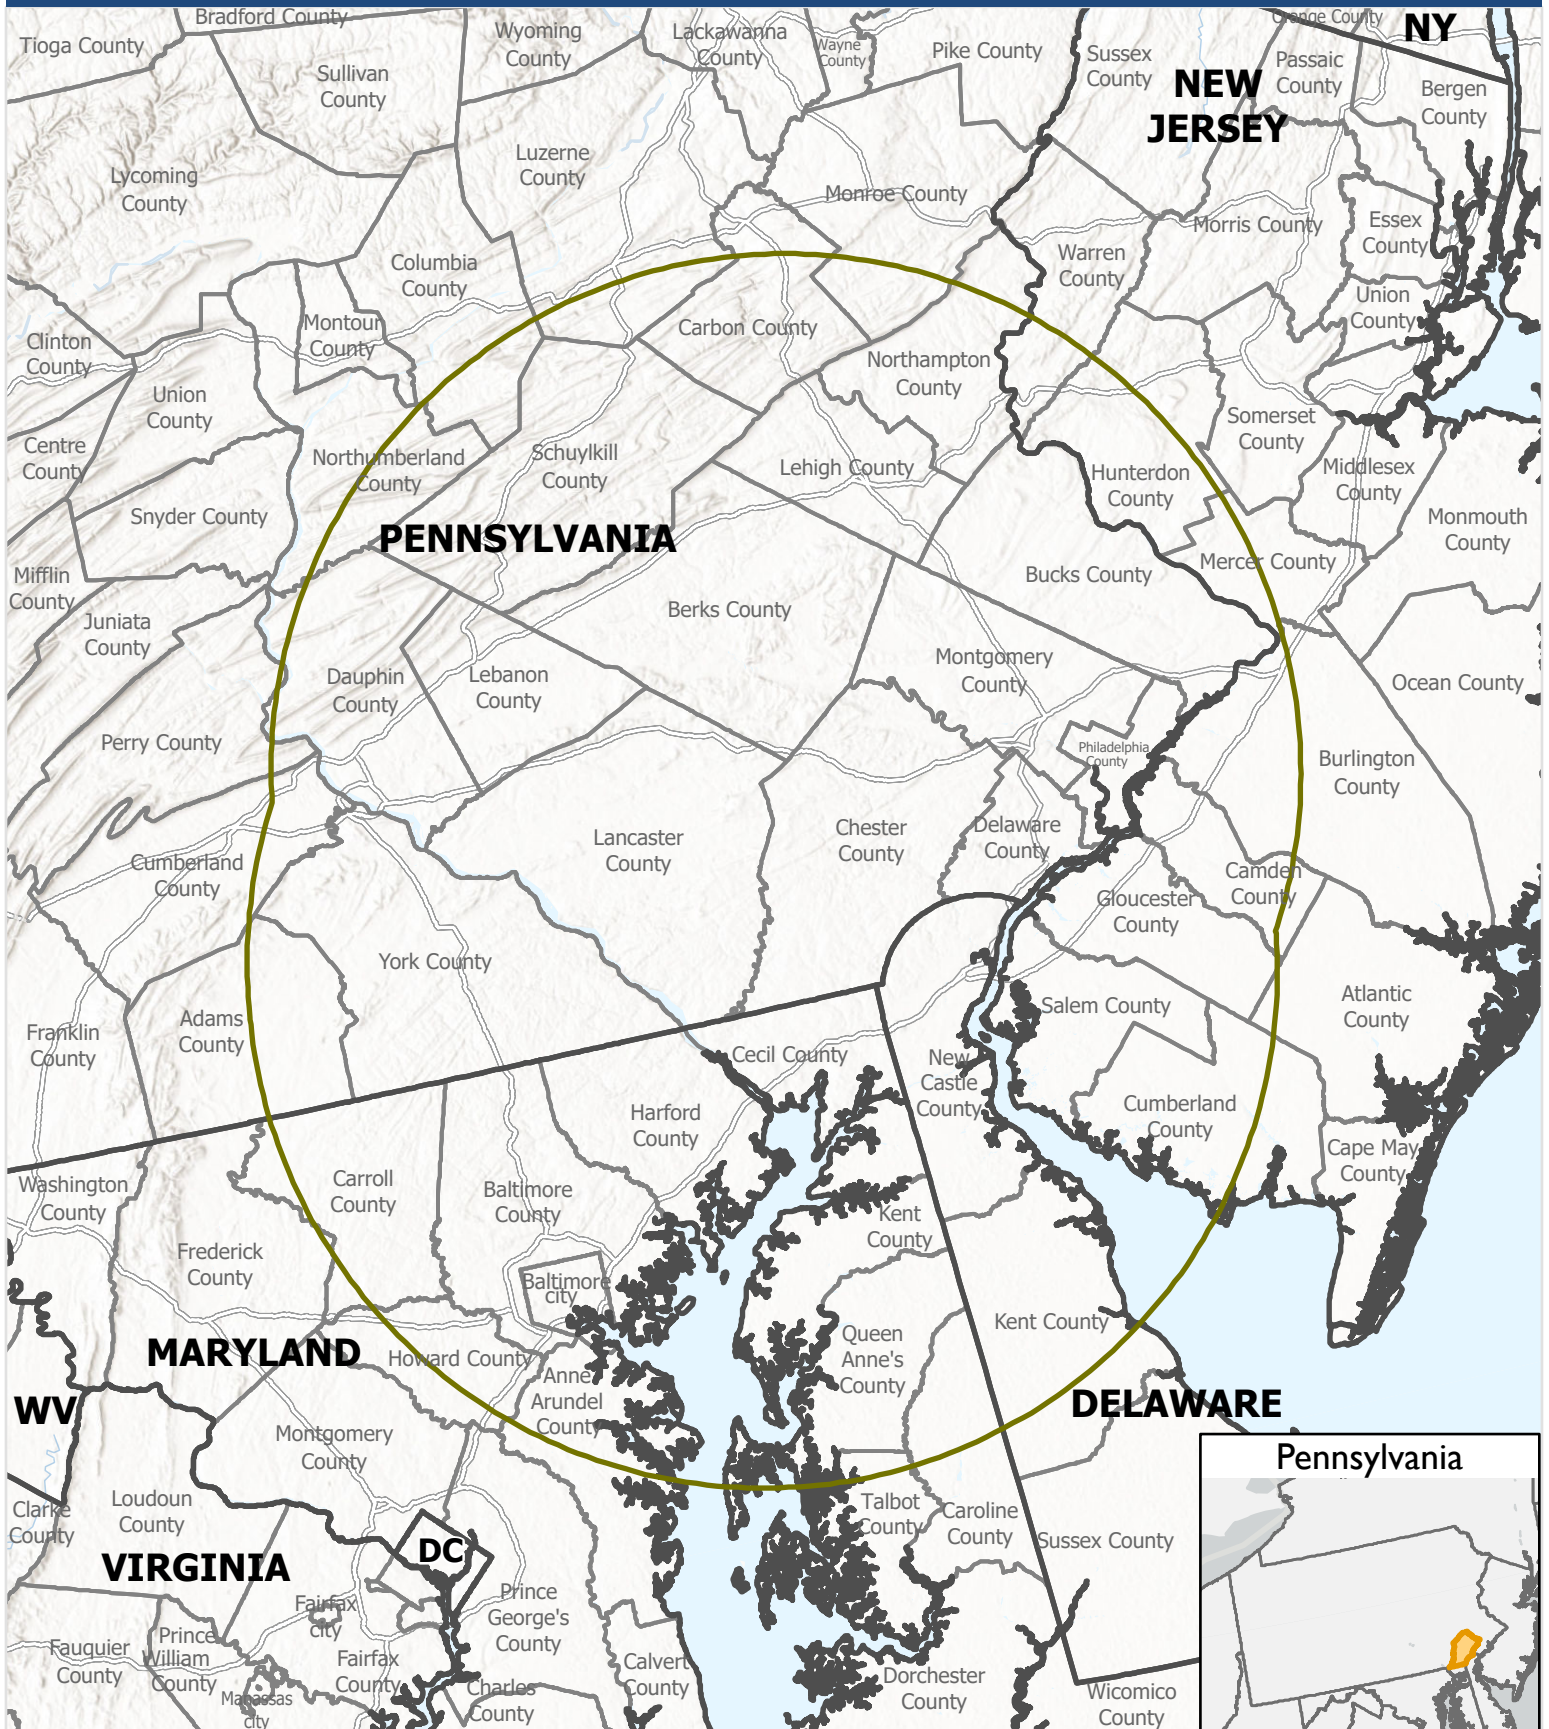 Bradford County
Tioga County
Wyoming
County
Lackawanna
County
Wayne
County
Pike County
Sussex
County
Orange County
NY
Passaic
County
NEW
JERSEY
Bergen
County
Sullivan
County
Luzerne
County
Lycoming
County
Monroe County
Morris County
Essex
County
Warren
County
Columbia
County
Union
County
Montour
County
Clinton
County
Carbon County
Northampton
County
Union
County
Somerset
County
Centre
County
Northumberland
County
Schuylkill
County
Lehigh County
Hunterdon
County
Middlesex
County
Snyder County
PENNSYLVANIA
Monmouth
County
Mifflin
County
Mercer County
Bucks County
Berks County
Juniata
County
Montgomery
County
Dauphin
County
Lebanon
County
Ocean County
Perry County
Philadelphia
County
Burlington
County
Lancaster
County
Chester
County
Delaware
County
Cumberland
County
Camden
County
Gloucester
County
York County
Adams
County
Salem County
Atlantic
County
Franklin
County
Cecil County
New
Castle
County
Harford
County
Cumberland
County
Cape May
County
Washington
County
Carroll
County
Baltimore
County
Kent
County
Frederick
County
Baltimore
city
Kent County
Queen
Anne's
County
MARYLAND
Howard County
Anne
Arundel
County
WV
DELAWARE
Montgomery
County
Pennsylvania
Clarke
County
Loudoun
County
Talbot
County
Caroline
County
Sussex County
DC
VIRGINIA
Prince
George's
County
Fairfax
city
Fauquier
County
Prince
William
County
Fairfax
County
Calvert
County
Dorchester
County
Manassas
city
Charles
County
Wicomico
County